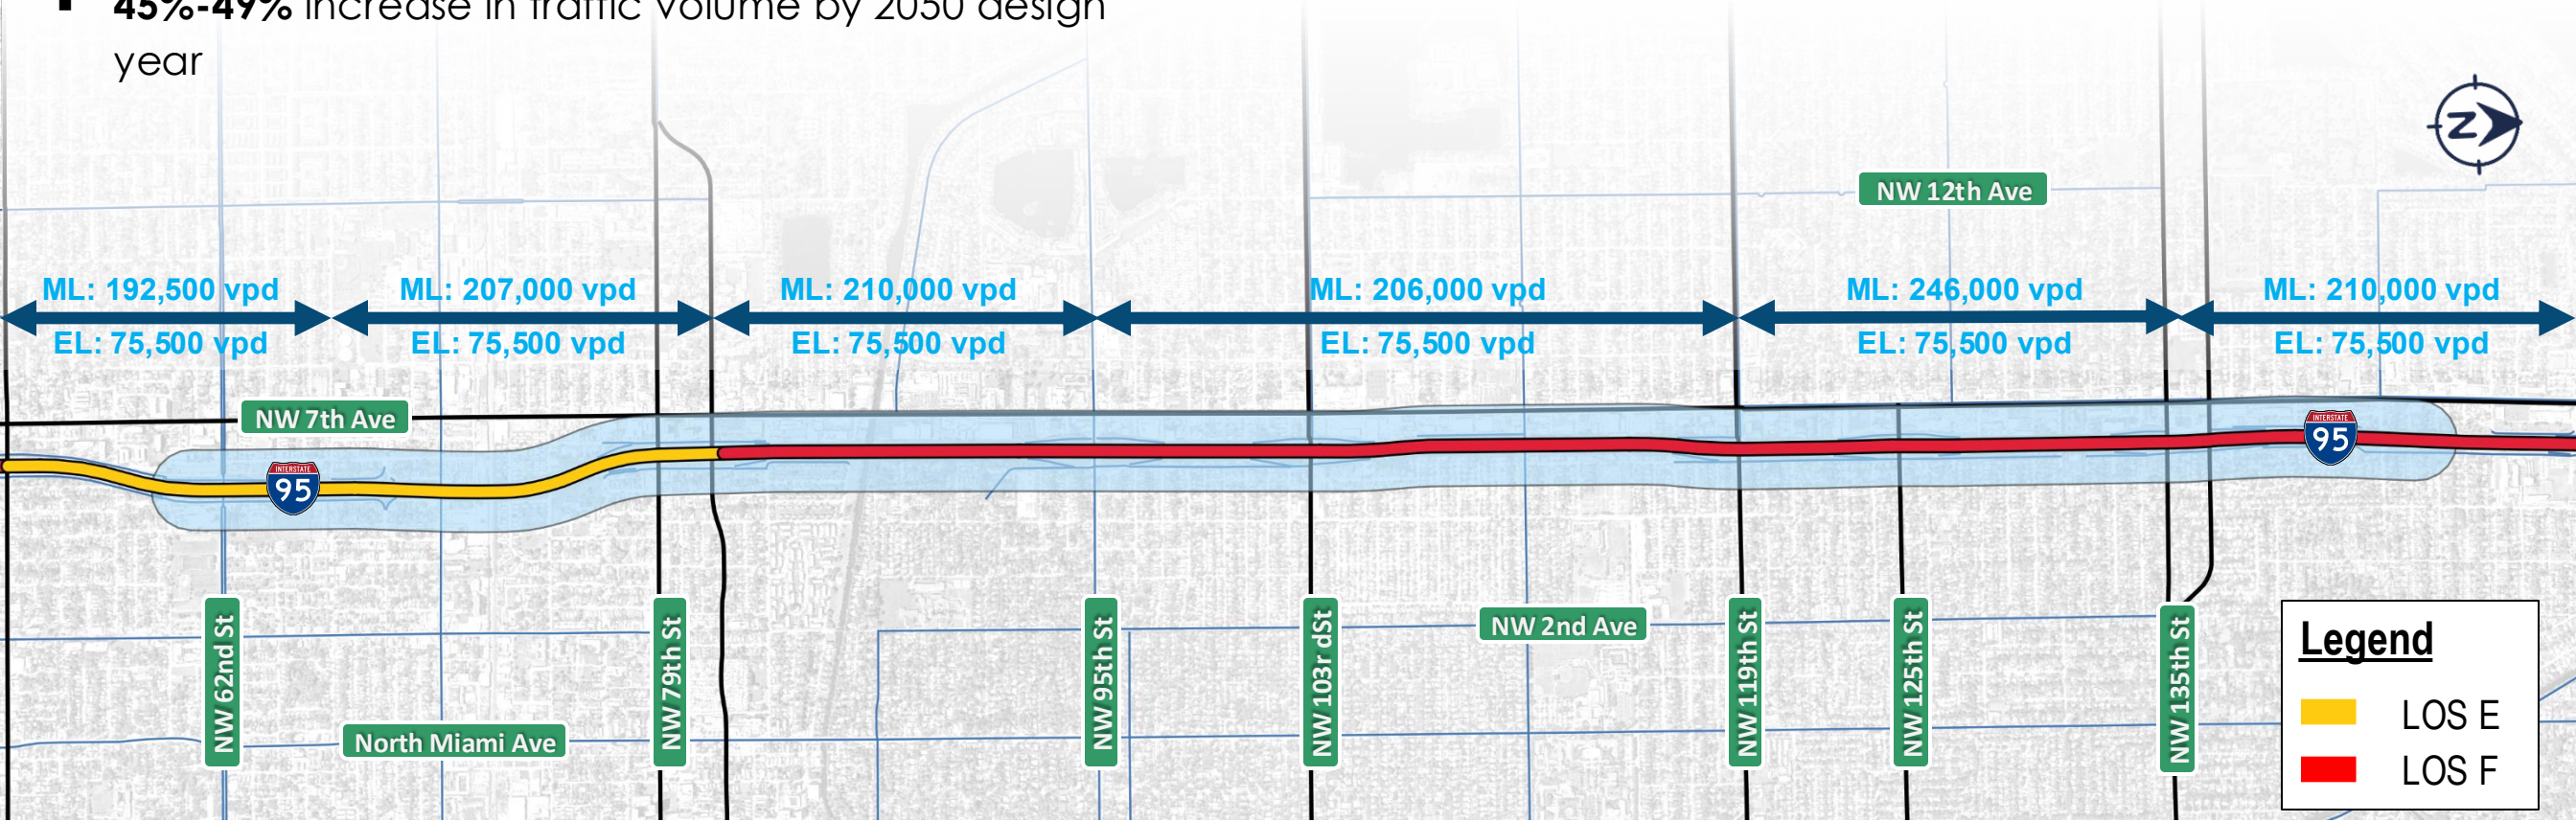 45%-49% increase in traffic volume by 2050 design
year
Z
NW 12th Ave
ML: 192,500 vpd
EL: 75,500 vpd
ML: 207,000 vpd
EL: 75,500 vpd
ML: 210,000 vpd
EL: 75,500 vpd
ML: 206,000 vpd
EL: 75,500 vpd
ML: 246,000 vpd
EL: 75,500 vpd
ML: 210,000 vpd
EL: 75,500 vpd
NW 7th Ave
INTERSTATE
95
INTERSTATE
95
NW 62nd St
NW 79th St
NW 95th St
NW 103r dSt
NW 2nd Ave
NW 119th St
NW 125th St
NW 135th St
North Miami Ave
Legend
LOS E
LOS F